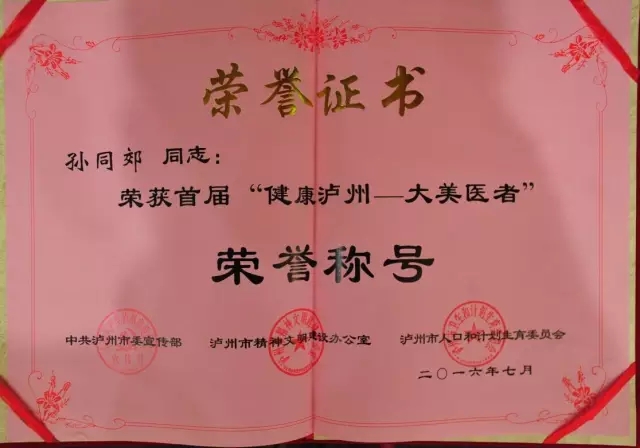 荣誉证书
孙同郊 同志：
荣获首届“健康泸州—大美医者”
荣誉称号
中共泸州市委宣传部 泸州市精神文明建设办公室 泸州市人口和计划生育委员会
二〇一六年七月